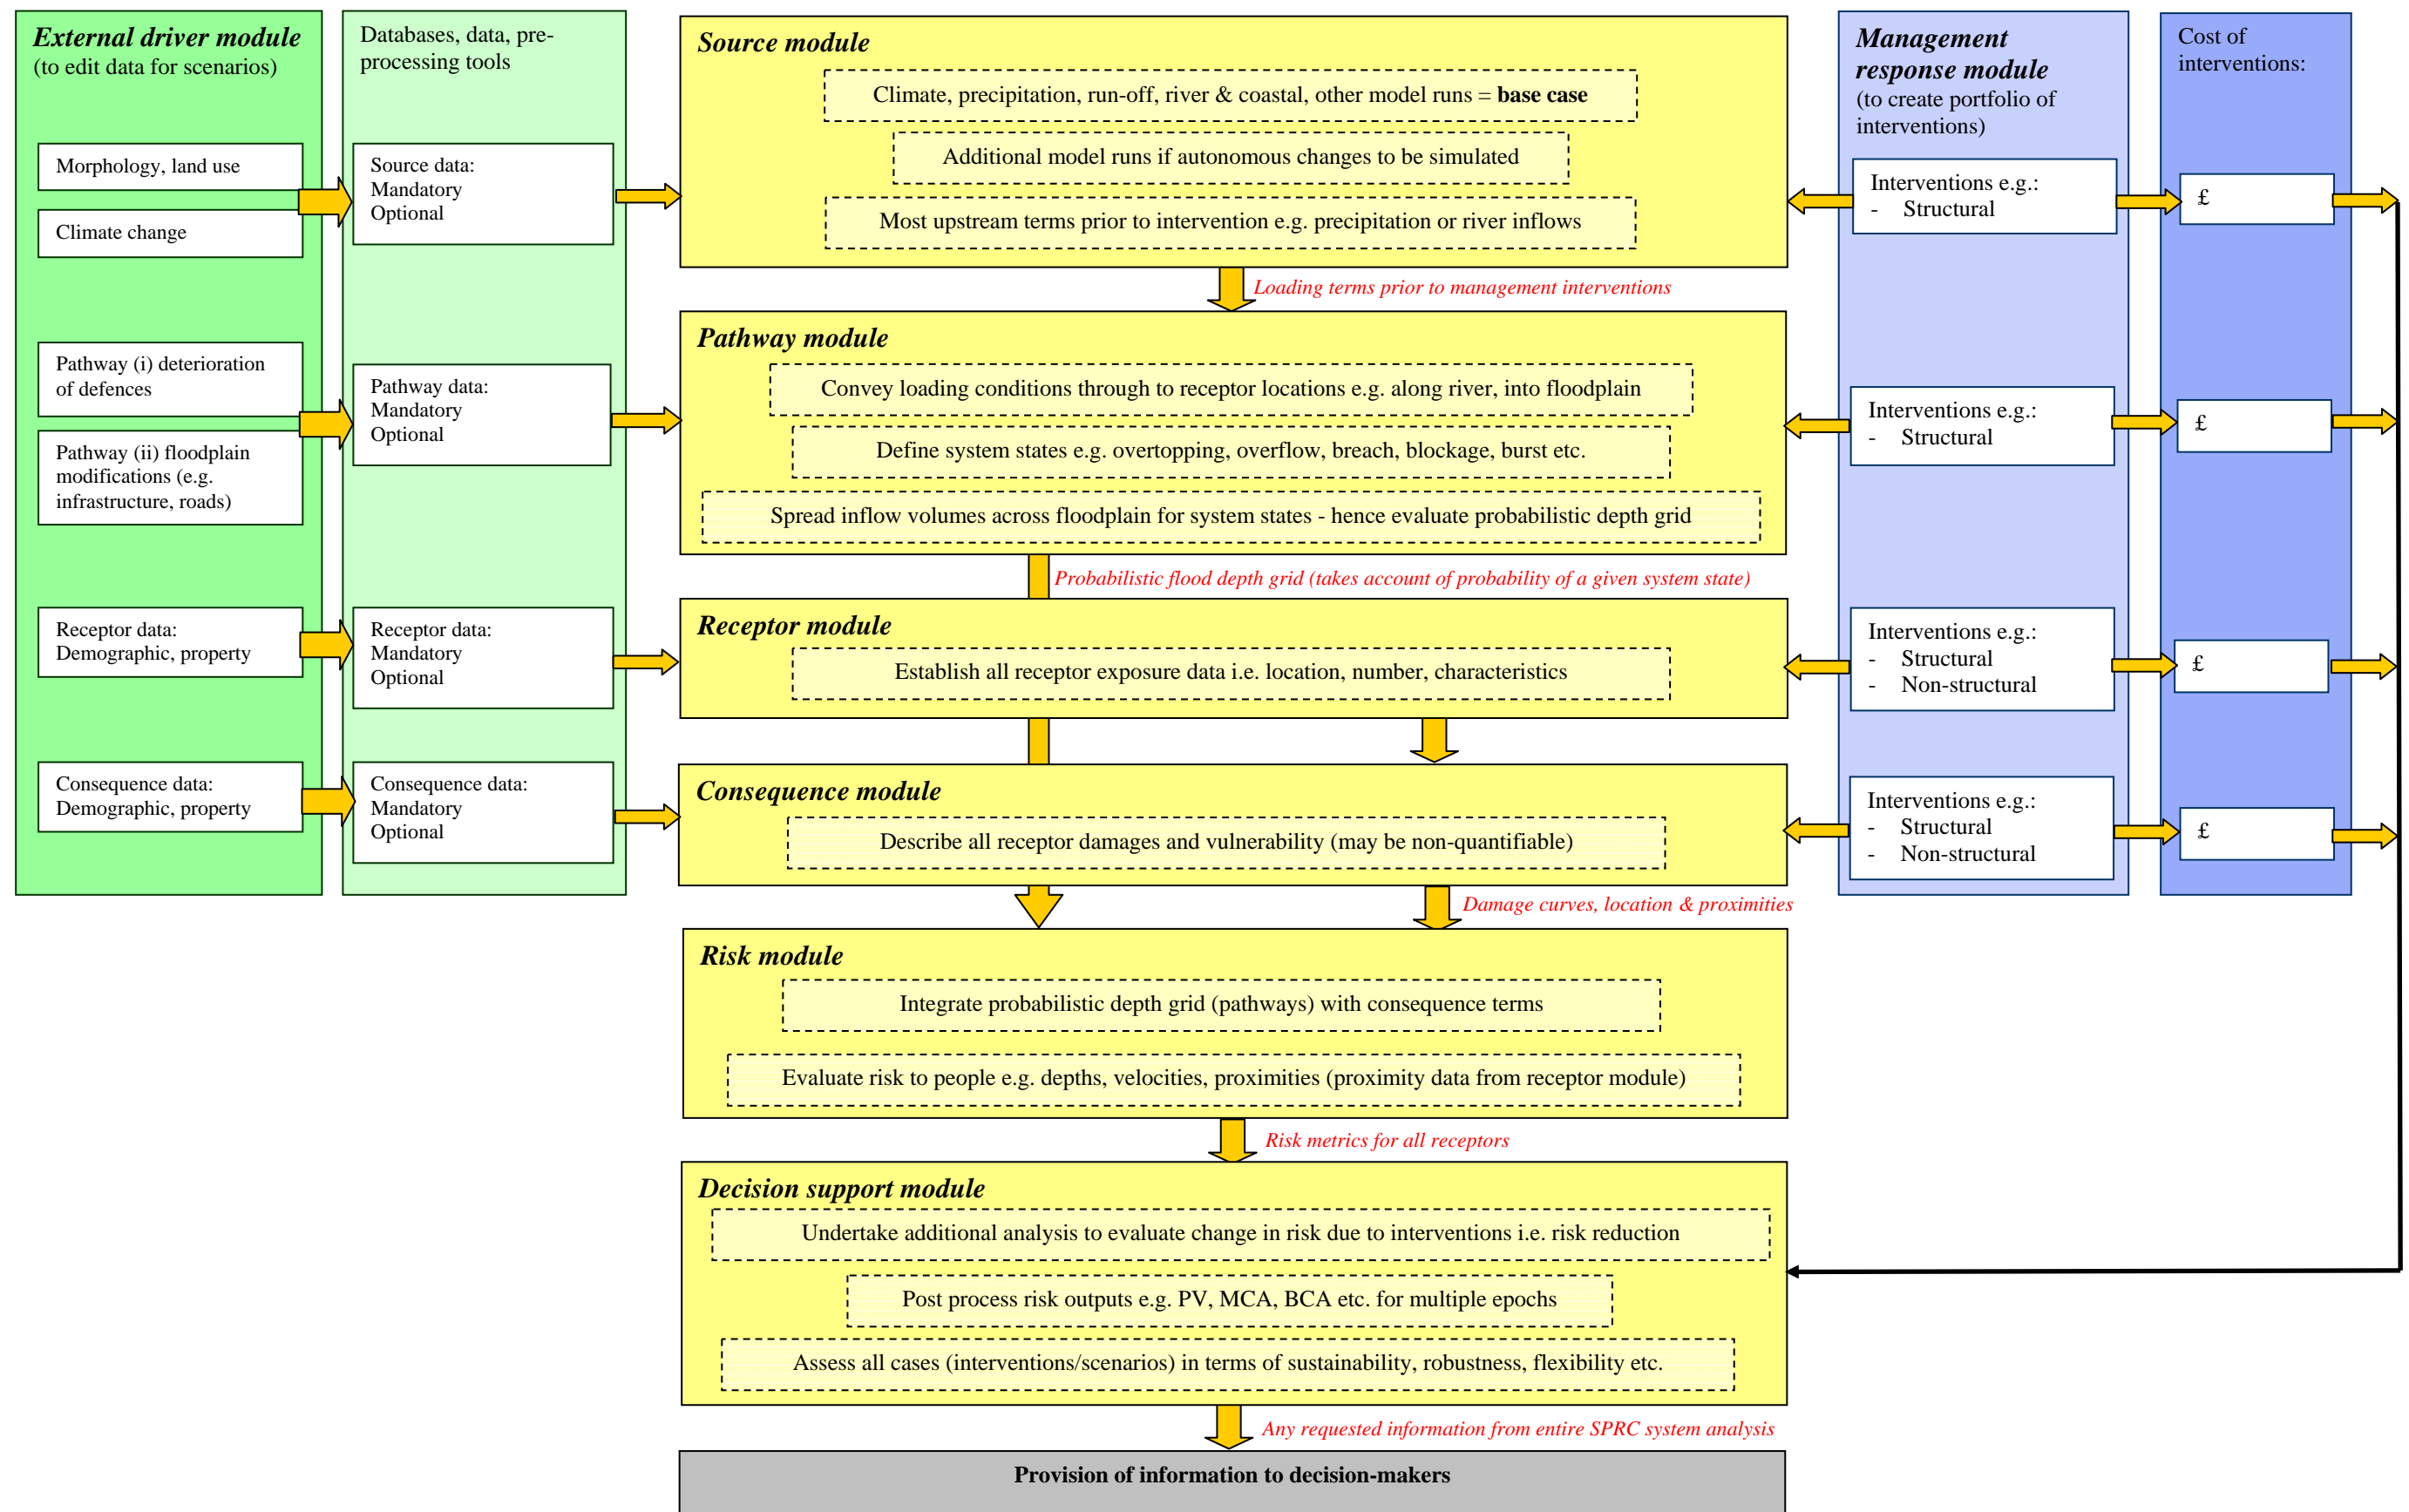 External driver module
(to edit data for scenarios)
Morphology, land use
Climate change
Pathway (i) deterioration
of defences
Pathway (ii) floodplain
modifications (e.g.
infrastructure, roads)
Receptor data:
Demographic, property
Consequence data:
Demographic, property
Databases, data, pre-
processing tools
Source data:
Mandatory
Optional
Pathway data:
Mandatory
Optional
Receptor data:
Mandatory
Optional
Consequence data:
Mandatory
Optional
Source module
Climate, precipitation, run-off, river & coastal, other model runs = base case
Additional model runs if autonomous changes to be simulated
Most upstream terms prior to intervention e.g. precipitation or river inflows
Loading terms prior to management interventions
Pathway module
Convey loading conditions through to receptor locations e.g. along river, into floodplain
Define system states e.g. overtopping, overflow, breach, blockage, burst etc.
Spread inflow volumes across floodplain for system states - hence evaluate probabilistic depth grid
Probabilistic flood depth grid (takes account of probability of a given system state)
Receptor module
Establish all receptor exposure data i.e. location, number, characteristics
Consequence module
Describe all receptor damages and vulnerability (may be non-quantifiable)
Damage curves, location & proximities
Risk module
Integrate probabilistic depth grid (pathways) with consequence terms
Evaluate risk to people e.g. depths, velocities, proximities (proximity data from receptor module)
Risk metrics for all receptors
Decision support module
Undertake additional analysis to evaluate change in risk due to interventions i.e. risk reduction
Post process risk outputs e.g. PV, MCA, BCA etc. for multiple epochs
Assess all cases (interventions/scenarios) in terms of sustainability, robustness, flexibility etc.
Any requested information from entire SPRC system analysis
Provision of information to decision-makers
Management
response module
(to create portfolio of
interventions)
Interventions e.g.:
- Structural
Interventions e.g.:
- Structural
Interventions e.g.:
- Structural
- Non-structural
Interventions e.g.:
- Structural
- Non-structural
Cost of
interventions:
£
£
£
£